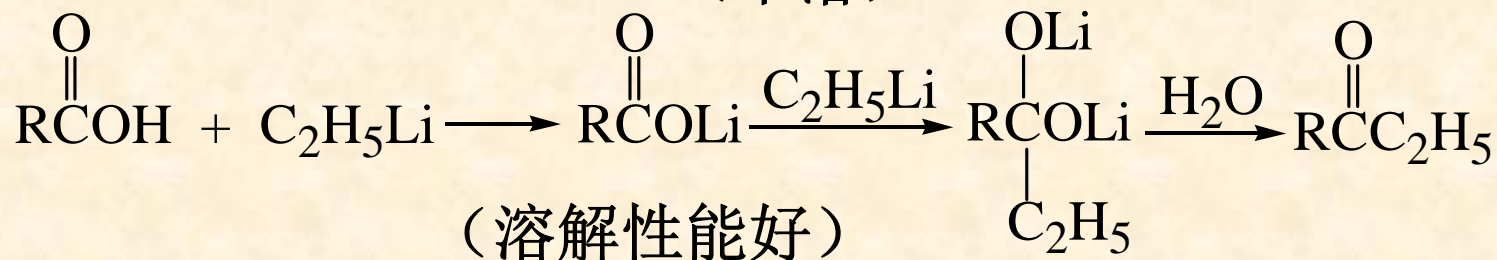 O O OLi O
RCOH + C₂H₅Li ⟶ RCOLi C₂H₅Li ⟶ RCOLi H₂O ⟶ RCC₂H₅
（溶解性能好） C₂H₅